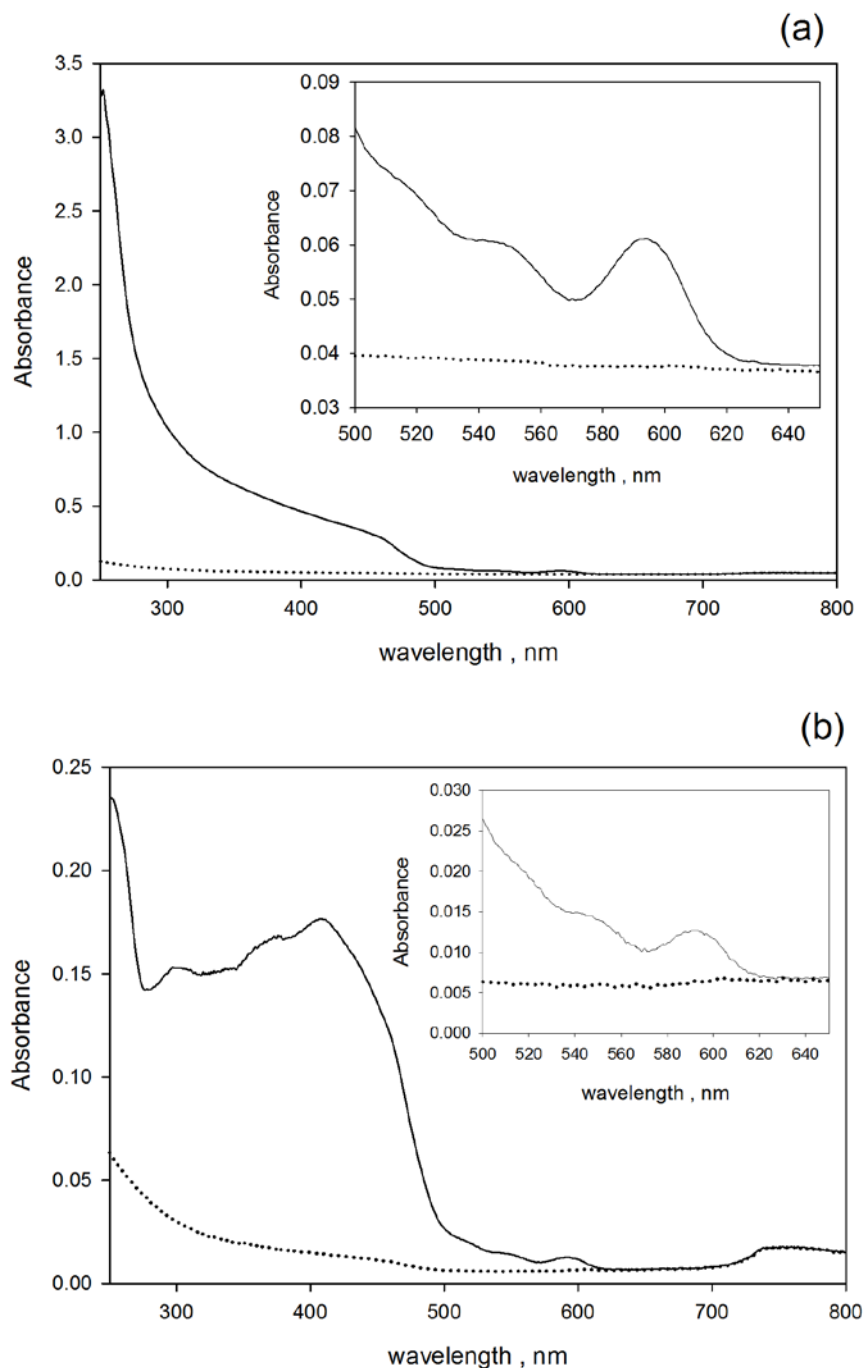 (a)
3.5
3.0
2.5
2.0
1.5
1.0
0.5
0.0
Absorbance
300 400 500 600 700 800
wavelength , nm
0.09
0.08
0.07
0.06
0.05
0.04
0.03
Absorbance
500 520 540 560 580 600 620 640
wavelength , nm
(b)
0.25
0.20
0.15
0.10
0.05
0.00
Absorbance
300 400 500 600 700 800
wavelength , nm
0.030
0.025
0.020
0.015
0.010
0.005
0.000
Absorbance
500 520 540 560 580 600 620 640
wavelength , nm